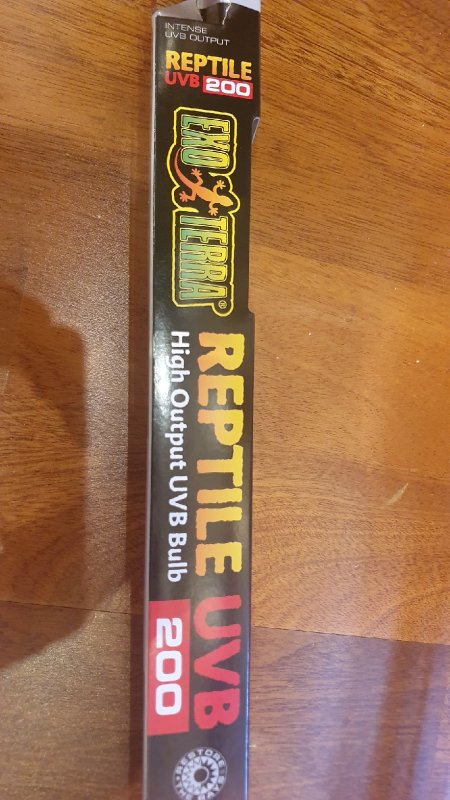 INTENSE
UVB OUTPUT
REPTILE
UVB 200
EXO TERRA®
REPTILE UVB
High Output UVB Bulb 200